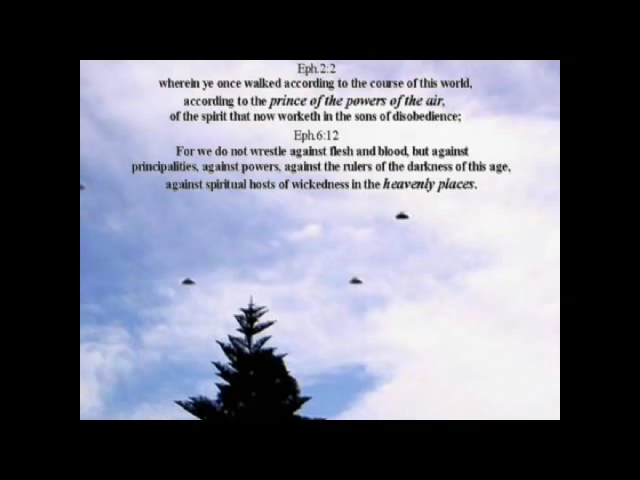 Eph.2:2
wherein ye once walked according to the course of this world,
according to the prince of the powers of the air,
of the spirit that now worketh in the sons of disobedience;
Eph.6:12
For we do not wrestle against flesh and blood, but against
principalities, against powers, against the rulers of the darkness of this age,
against spiritual hosts of wickedness in the heavenly places.